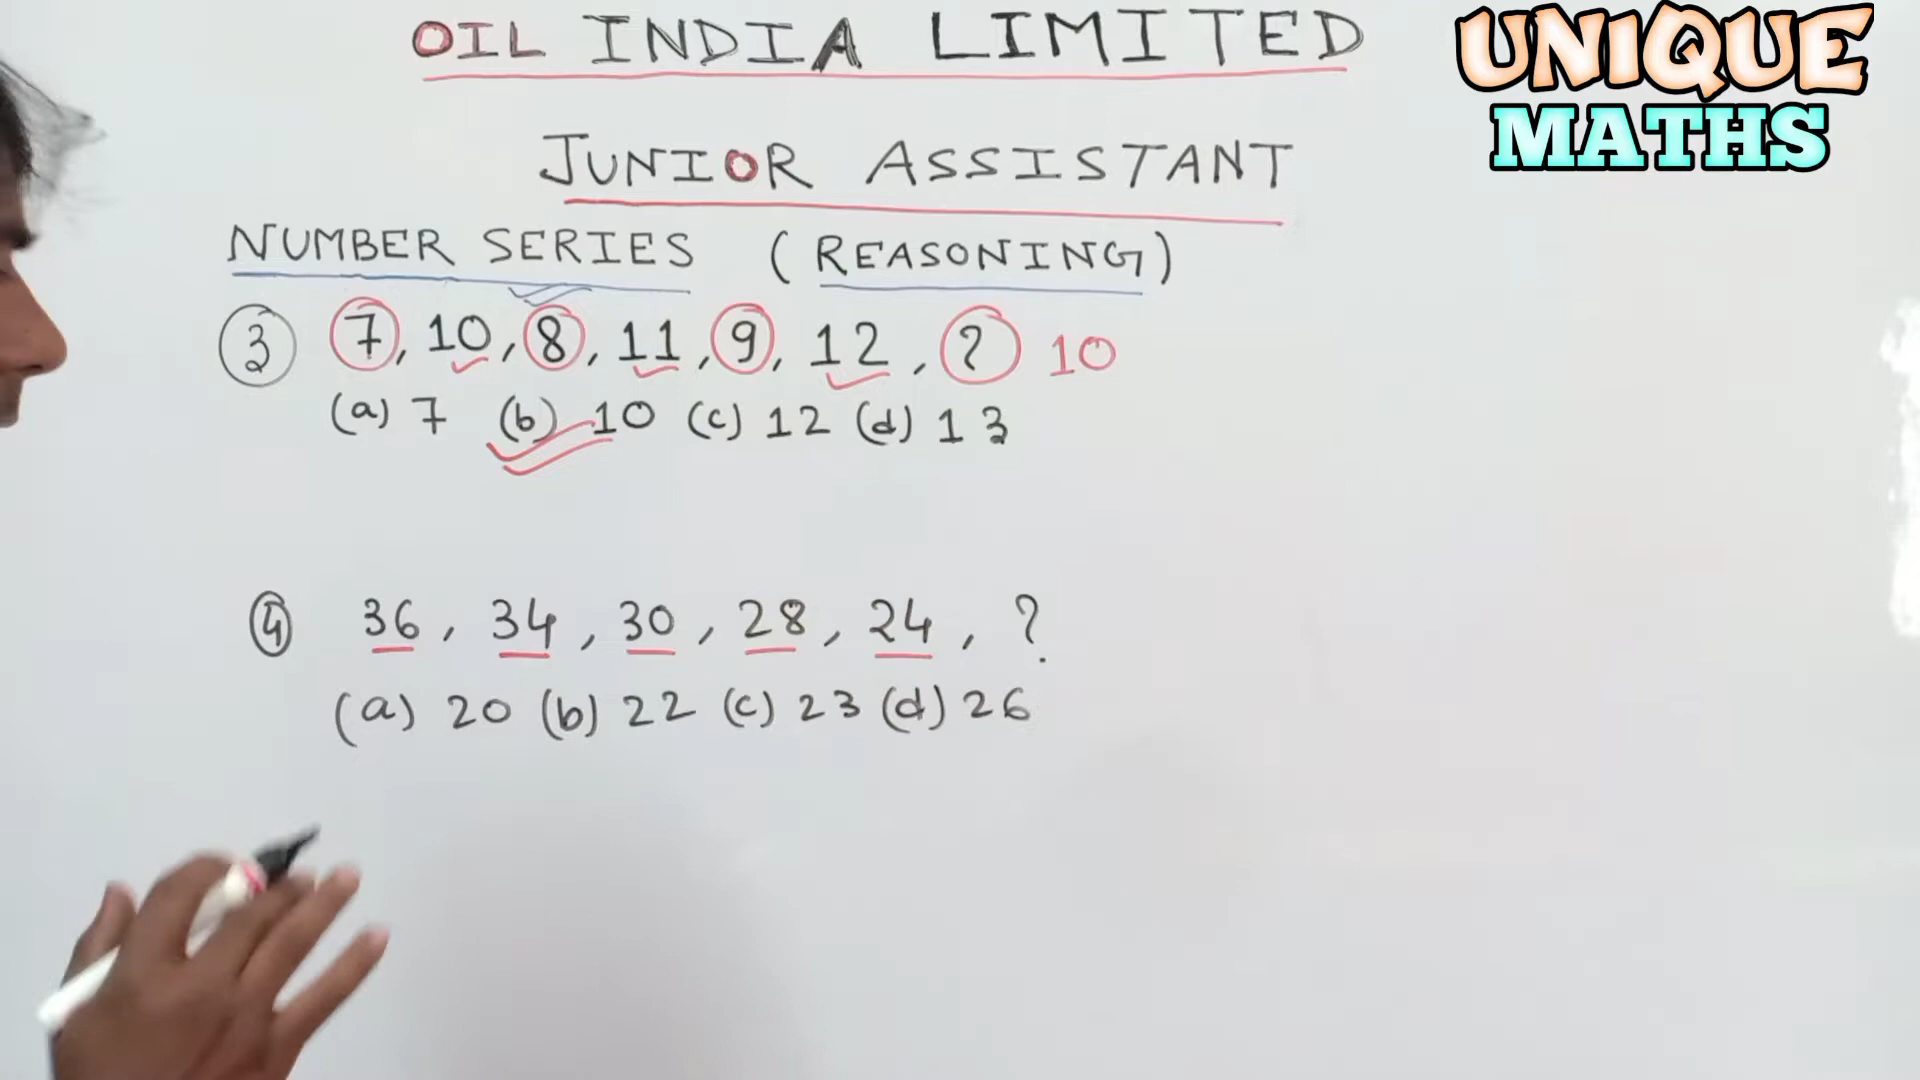 OIL INDIA LIMITED
UNIQUE
MATHS
JUNIOR ASSISTANT
NUMBER SERIES (REASONING)
3 7, 10, 8, 11, 9, 12, ? 10
(a) 7 (b) 10 (c) 12 (d) 13
4 36, 34, 30, 28, 24, ?
(a) 20 (b) 22 (c) 23 (d) 26